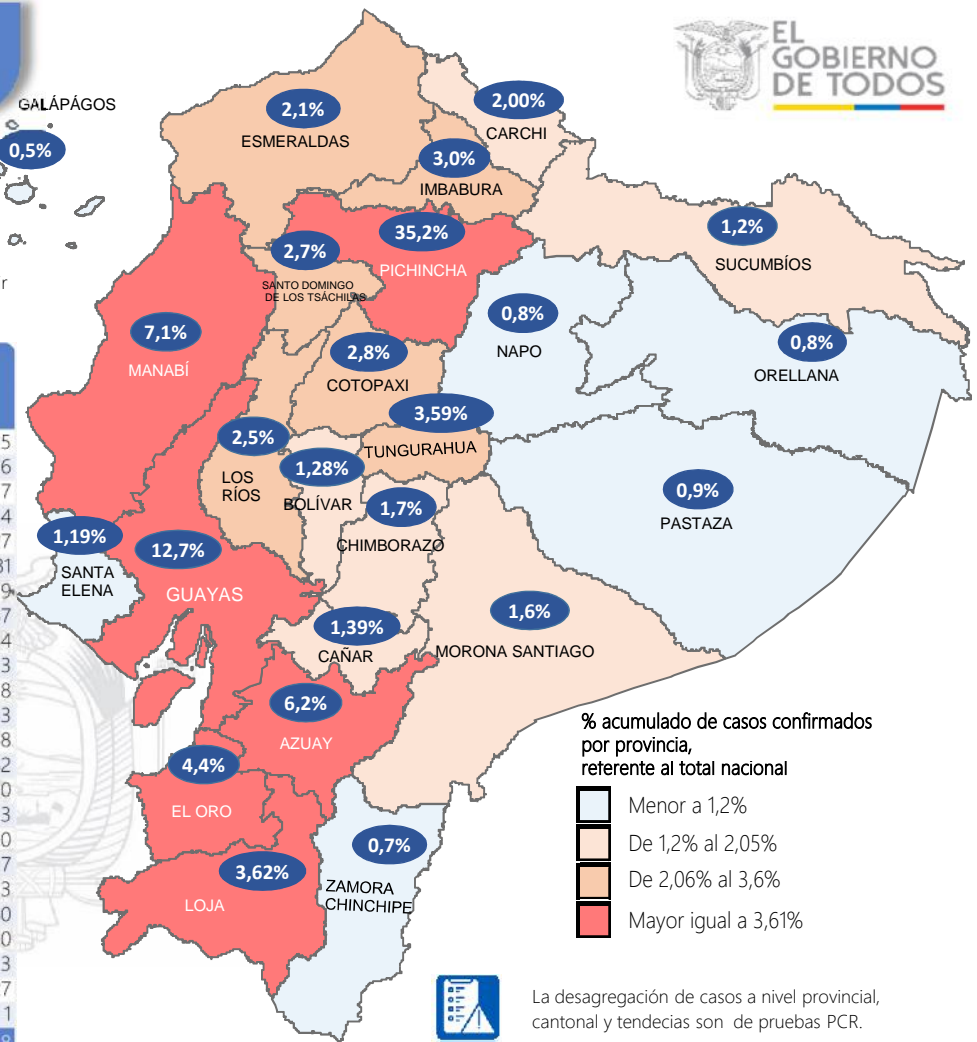 EL
GOBIERNO
DE TODOS
GALÁPAGOS
0,5%
2,1%
ESMERALDAS
2,00%
CARCHI
3,0%
IMBABURA
1,2%
SUCUMBÍOS
35,2%
PICHINCHA
2,7%
SANTO DOMINGO
DE LOS TSÁCHILAS
0,8%
NAPO
0,8%
ORELLANA
7,1%
MANABÍ
2,8%
COTOPAXI
3,59%
TUNGURAHUA
2,5%
LOS
RÍOS
1,28%
BOLÍVAR
1,7%
CHIMBORAZO
0,9%
PASTAZA
1,19%
SANTA
ELENA
12,7%
GUAYAS
1,39%
CAÑAR
1,6%
MORONA SANTIAGO
6,2%
AZUAY
4,4%
EL ORO
3,62%
LOJA
0,7%
ZAMORA
CHINCHIPE
% acumulado de casos confirmados
por provincia,
referente al total nacional
Menor a 1,2%
De 1,2% al 2,05%
De 2,06% al 3,6%
Mayor igual a 3,61%
La desagregación de casos a nivel provincial,
cantonal y tendecias son de pruebas PCR.